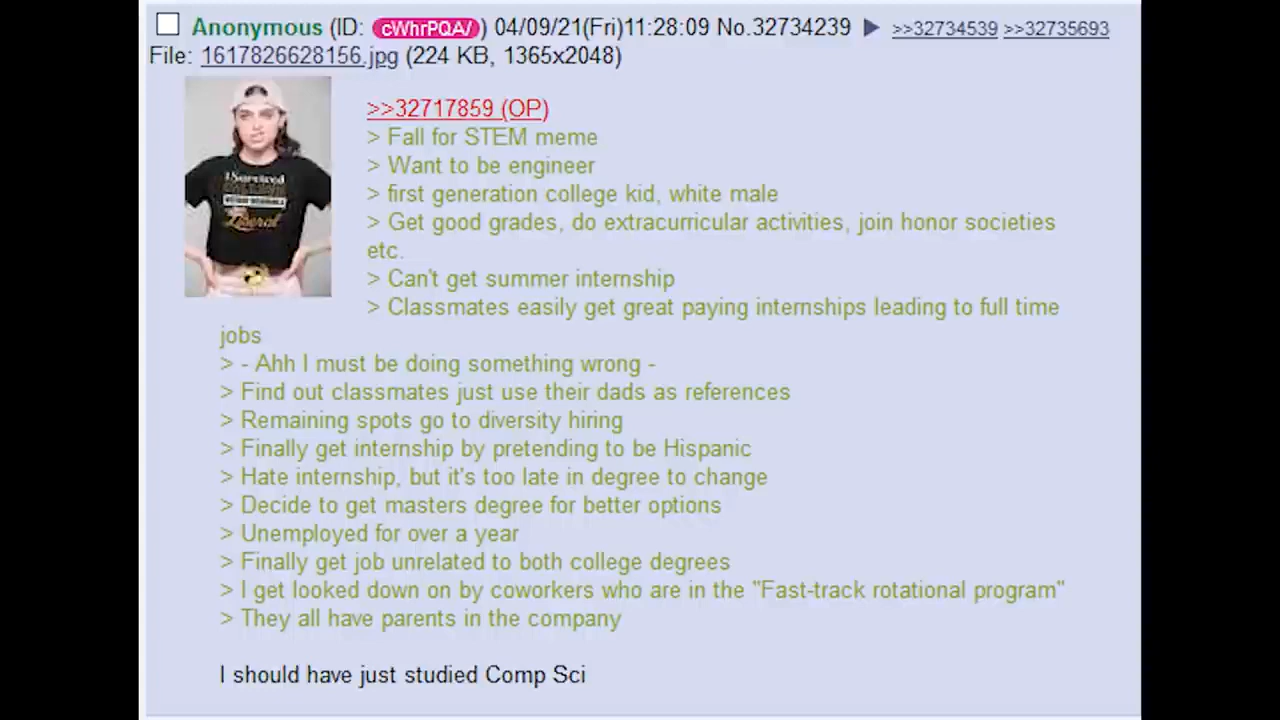 Anonymous (ID: cWhrPQA/) 04/09/21(Fri)11:28:09 No.32734239 ▶ >>32734539 >>32735693
File: 1617826628156.jpg (224 KB, 1365x2048)
I Survived
Liberal
>>32717859 (OP)
> Fall for STEM meme
> Want to be engineer
> first generation college kid, white male
> Get good grades, do extracurricular activities, join honor societies
etc.
> Can't get summer internship
> Classmates easily get great paying internships leading to full time
jobs
> - Ahh I must be doing something wrong -
> Find out classmates just use their dads as references
> Remaining spots go to diversity hiring
> Finally get internship by pretending to be Hispanic
> Hate internship, but it's too late in degree to change
> Decide to get masters degree for better options
> Unemployed for over a year
> Finally get job unrelated to both college degrees
> I get looked down on by coworkers who are in the "Fast-track rotational program"
> They all have parents in the company
I should have just studied Comp Sci